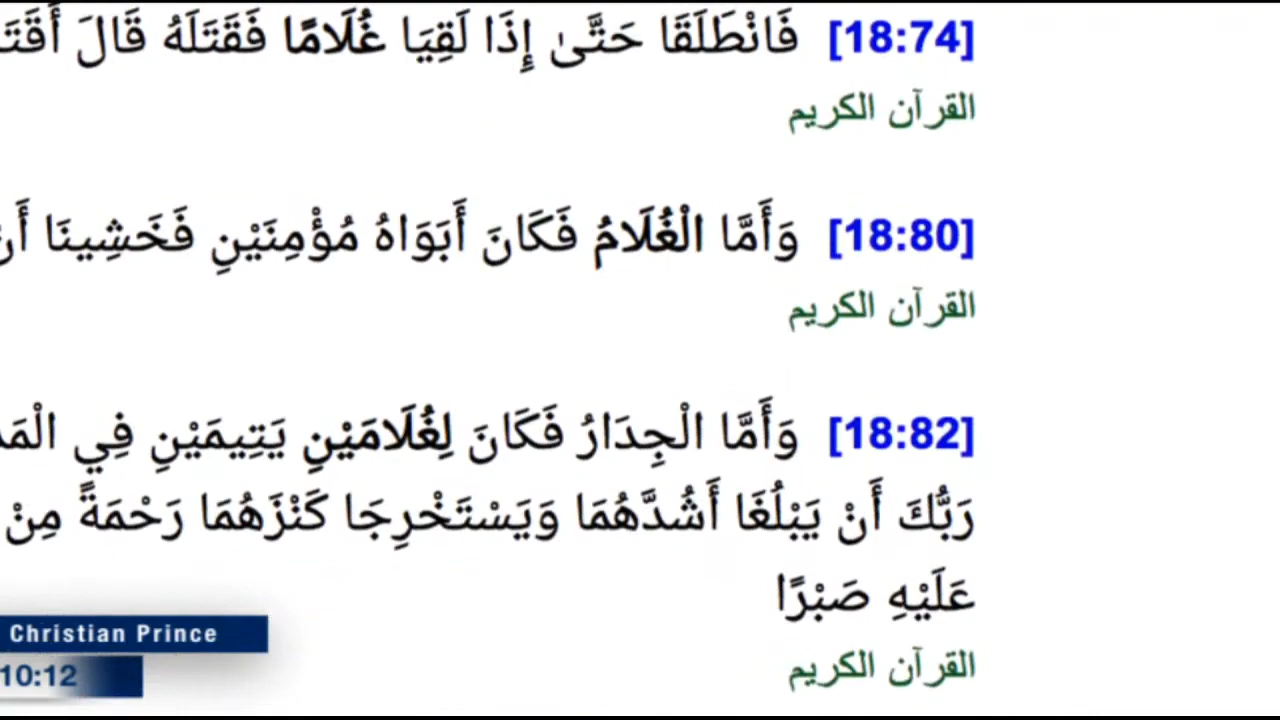 [18:74] فَانْطَلَقَا حَتَّىٰ إِذَا لَقِيَا غُلَامًا فَقَتَلَهُ قَالَ
القرآن الكريم
[18:80] وَأَمَّا الْغُلَامُ فَكَانَ أَبَوَاهُ مُؤْمِنَيْنِ فَخَشِينَا
القرآن الكريم
[18:82] وَأَمَّا الْجِدَارُ فَكَانَ لِغُلَامَيْنِ يَتِيمَيْنِ فِي
رَبُّكَ أَنْ يَبْلُغَا أَشُدَّهُمَا وَيَسْتَخْرِجَا كَنْزَهُمَا رَحْمَةً مِنْ
عَلَيْهِ صَبْرًا
القرآن الكريم
Christian Prince
10:12